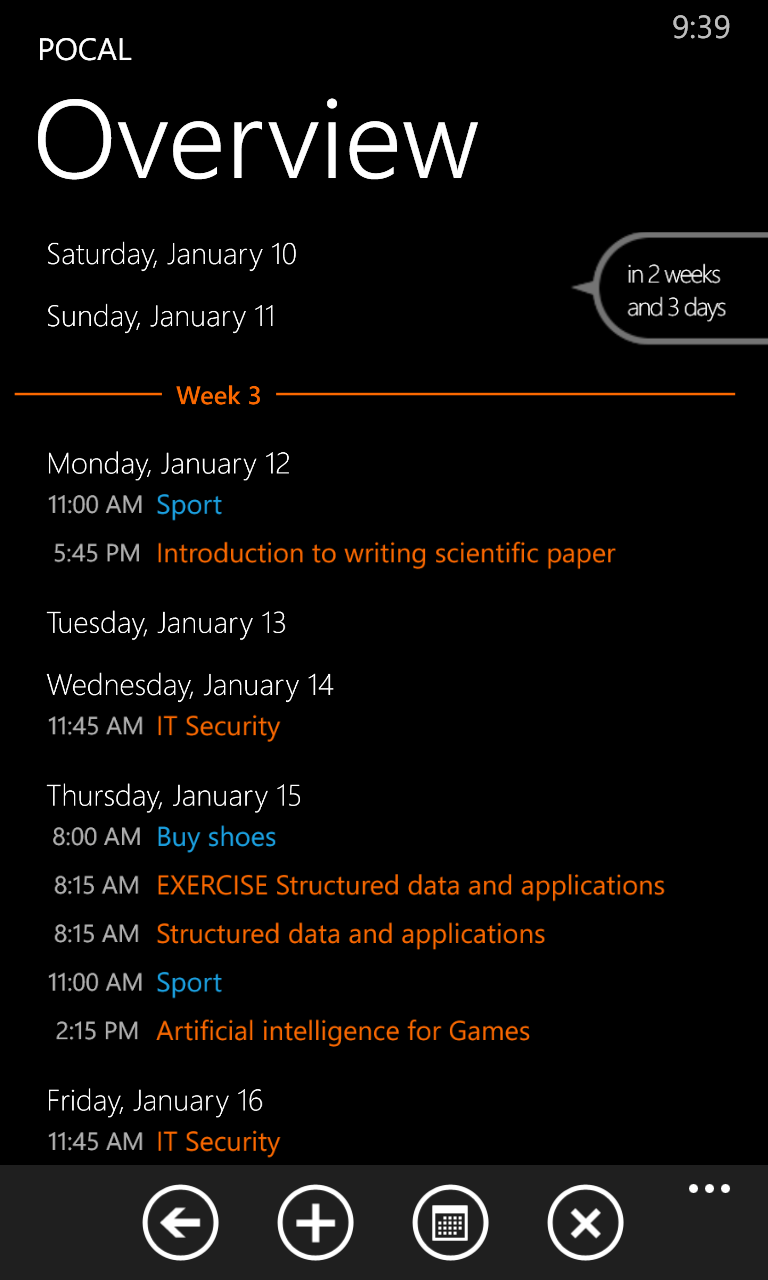 9:39
POCAL
Overview
Saturday, January 10
in 2 weeks
and 3 days
Sunday, January 11
Week 3
Monday, January 12
11:00 AM Sport
5:45 PM Introduction to writing scientific paper
Tuesday, January 13
Wednesday, January 14
11:45 AM IT Security
Thursday, January 15
8:00 AM Buy shoes
8:15 AM EXERCISE Structured data and applications
8:15 AM Structured data and applications
11:00 AM Sport
2:15 PM Artificial intelligence for Games
Friday, January 16
11:45 AM IT Security